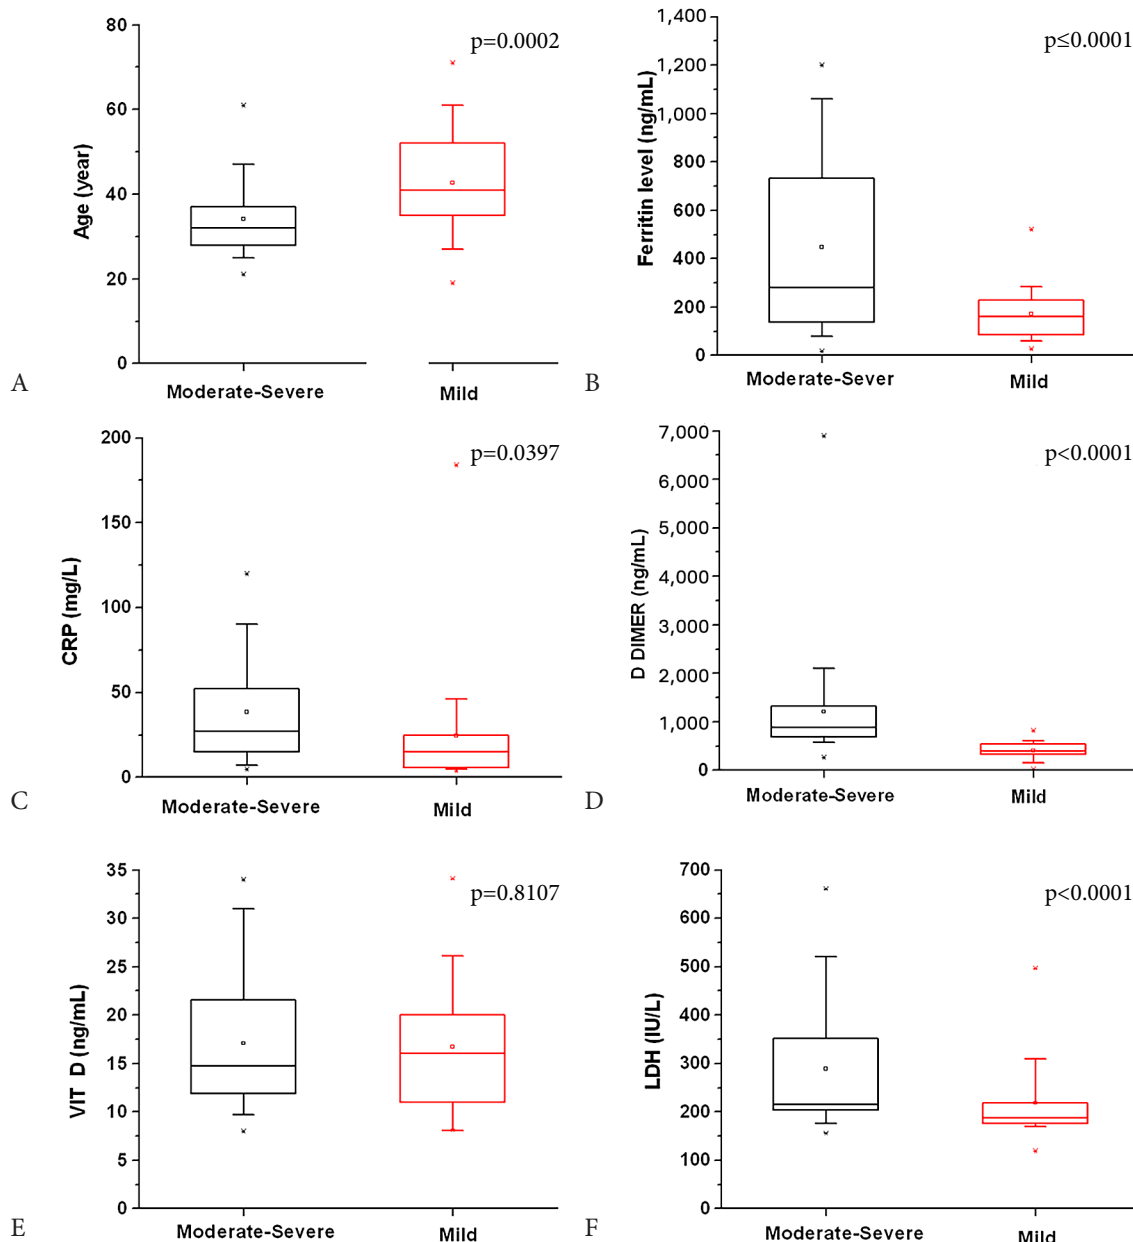 80
60
40
20
0
Age (year)
p=0.0002
Moderate-Severe
Mild
A
1,400
1,200
1,000
800
600
400
200
0
Ferritin level (ng/mL)
p≤0.0001
Moderate-Sever
Mild
B
200
150
100
50
0
CRP (mg/L)
p=0.0397
Moderate-Severe
Mild
C
7,000
6,000
5,000
4,000
3,000
2,000
1,000
0
D DIMER (ng/mL)
p<0.0001
Moderate-Severe
Mild
D
35
30
25
20
15
10
5
0
VIT D (ng/mL)
p=0.8107
Moderate-Severe
Mild
E
700
600
500
400
300
200
100
0
LDH (IU/L)
p<0.0001
Moderate-Severe
Mild
F